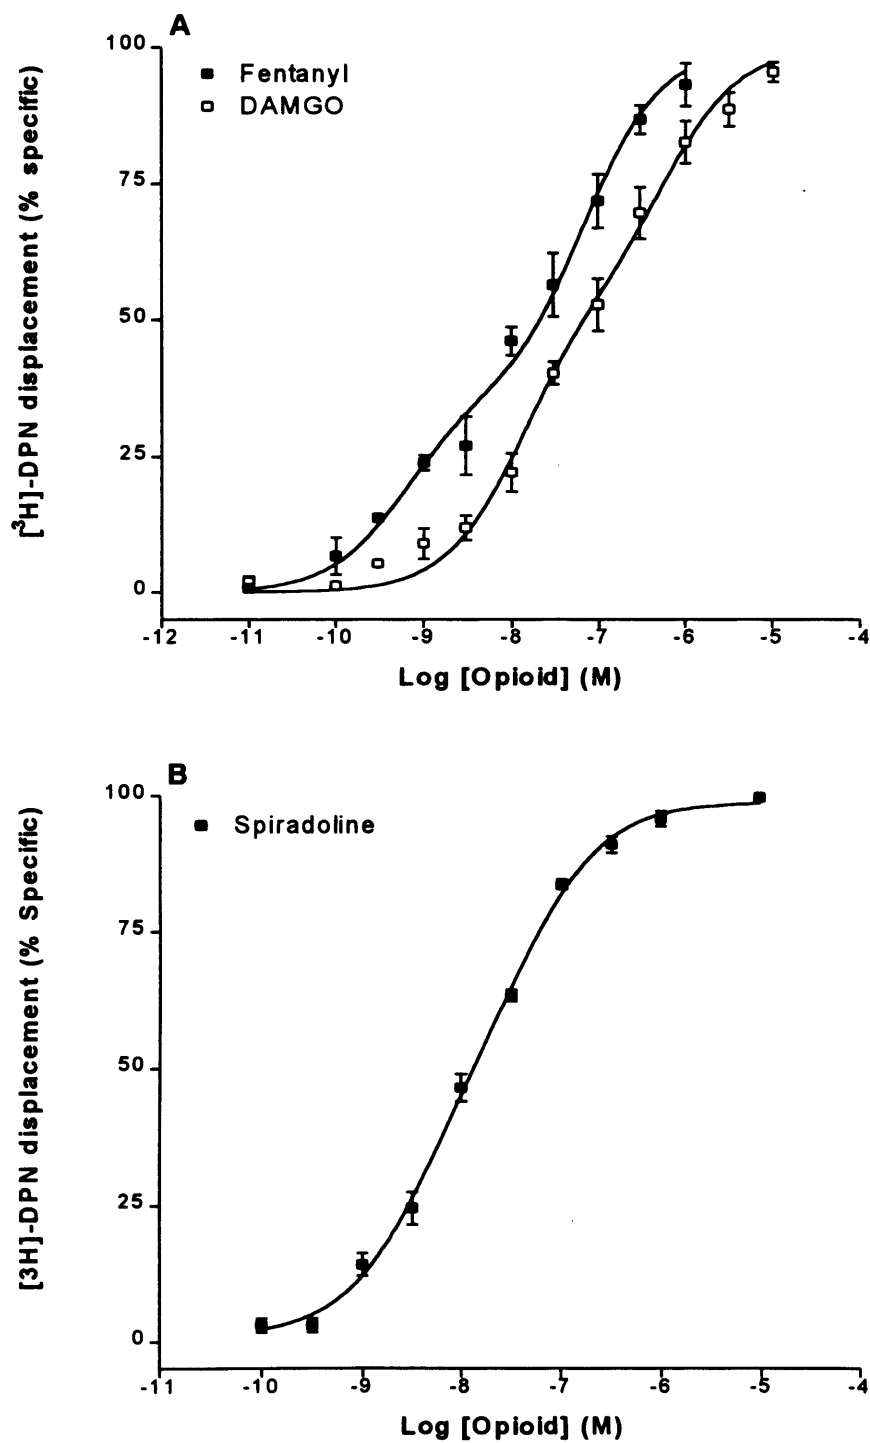 A
100
Fentanyl
DAMGO
75
50
25
0
[³H]-DPN displacement (% specific)
-12 -11 -10 -9 -8 -7 -6 -5 -4
Log [Opioid] (M)
B
100
Spiradoline
75
50
25
0
[3H]-DPN displacement (% Specific)
-11 -10 -9 -8 -7 -6 -5 -4
Log [Opioid] (M)